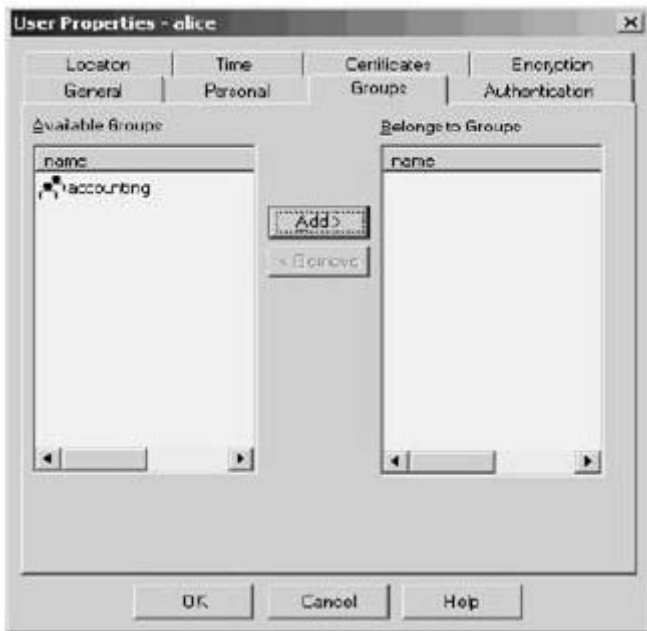 User Properties - alice
Location Time Certificates Encryption
General Personal Groups Authentication
Available Groups Belongs to Groups
name name
accounting
Add >
< Remove
OK Cancel Help